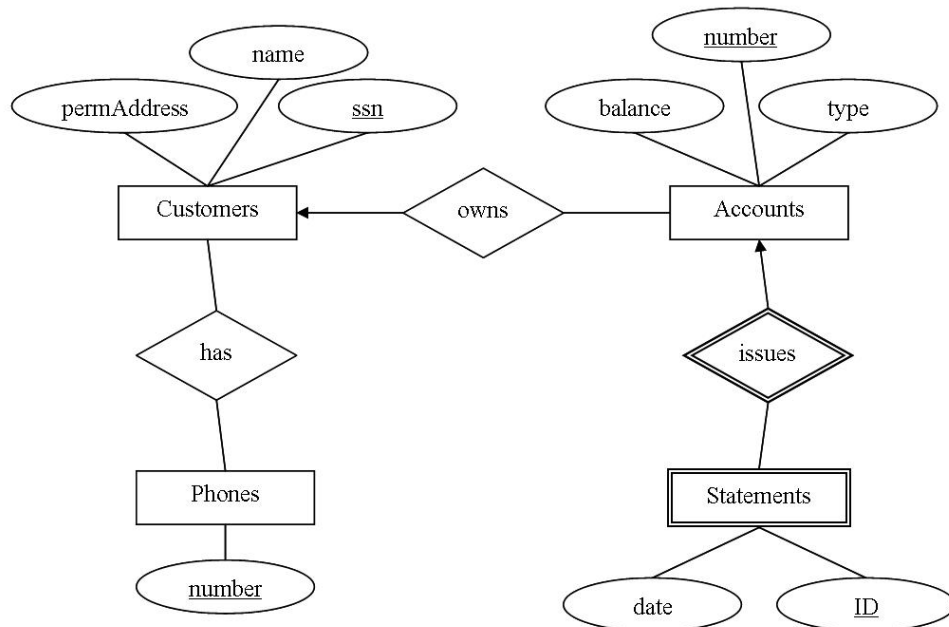 name
number
permAddress
ssn
balance
type
Customers
owns
Accounts
has
issues
Phones
Statements
number
date
ID